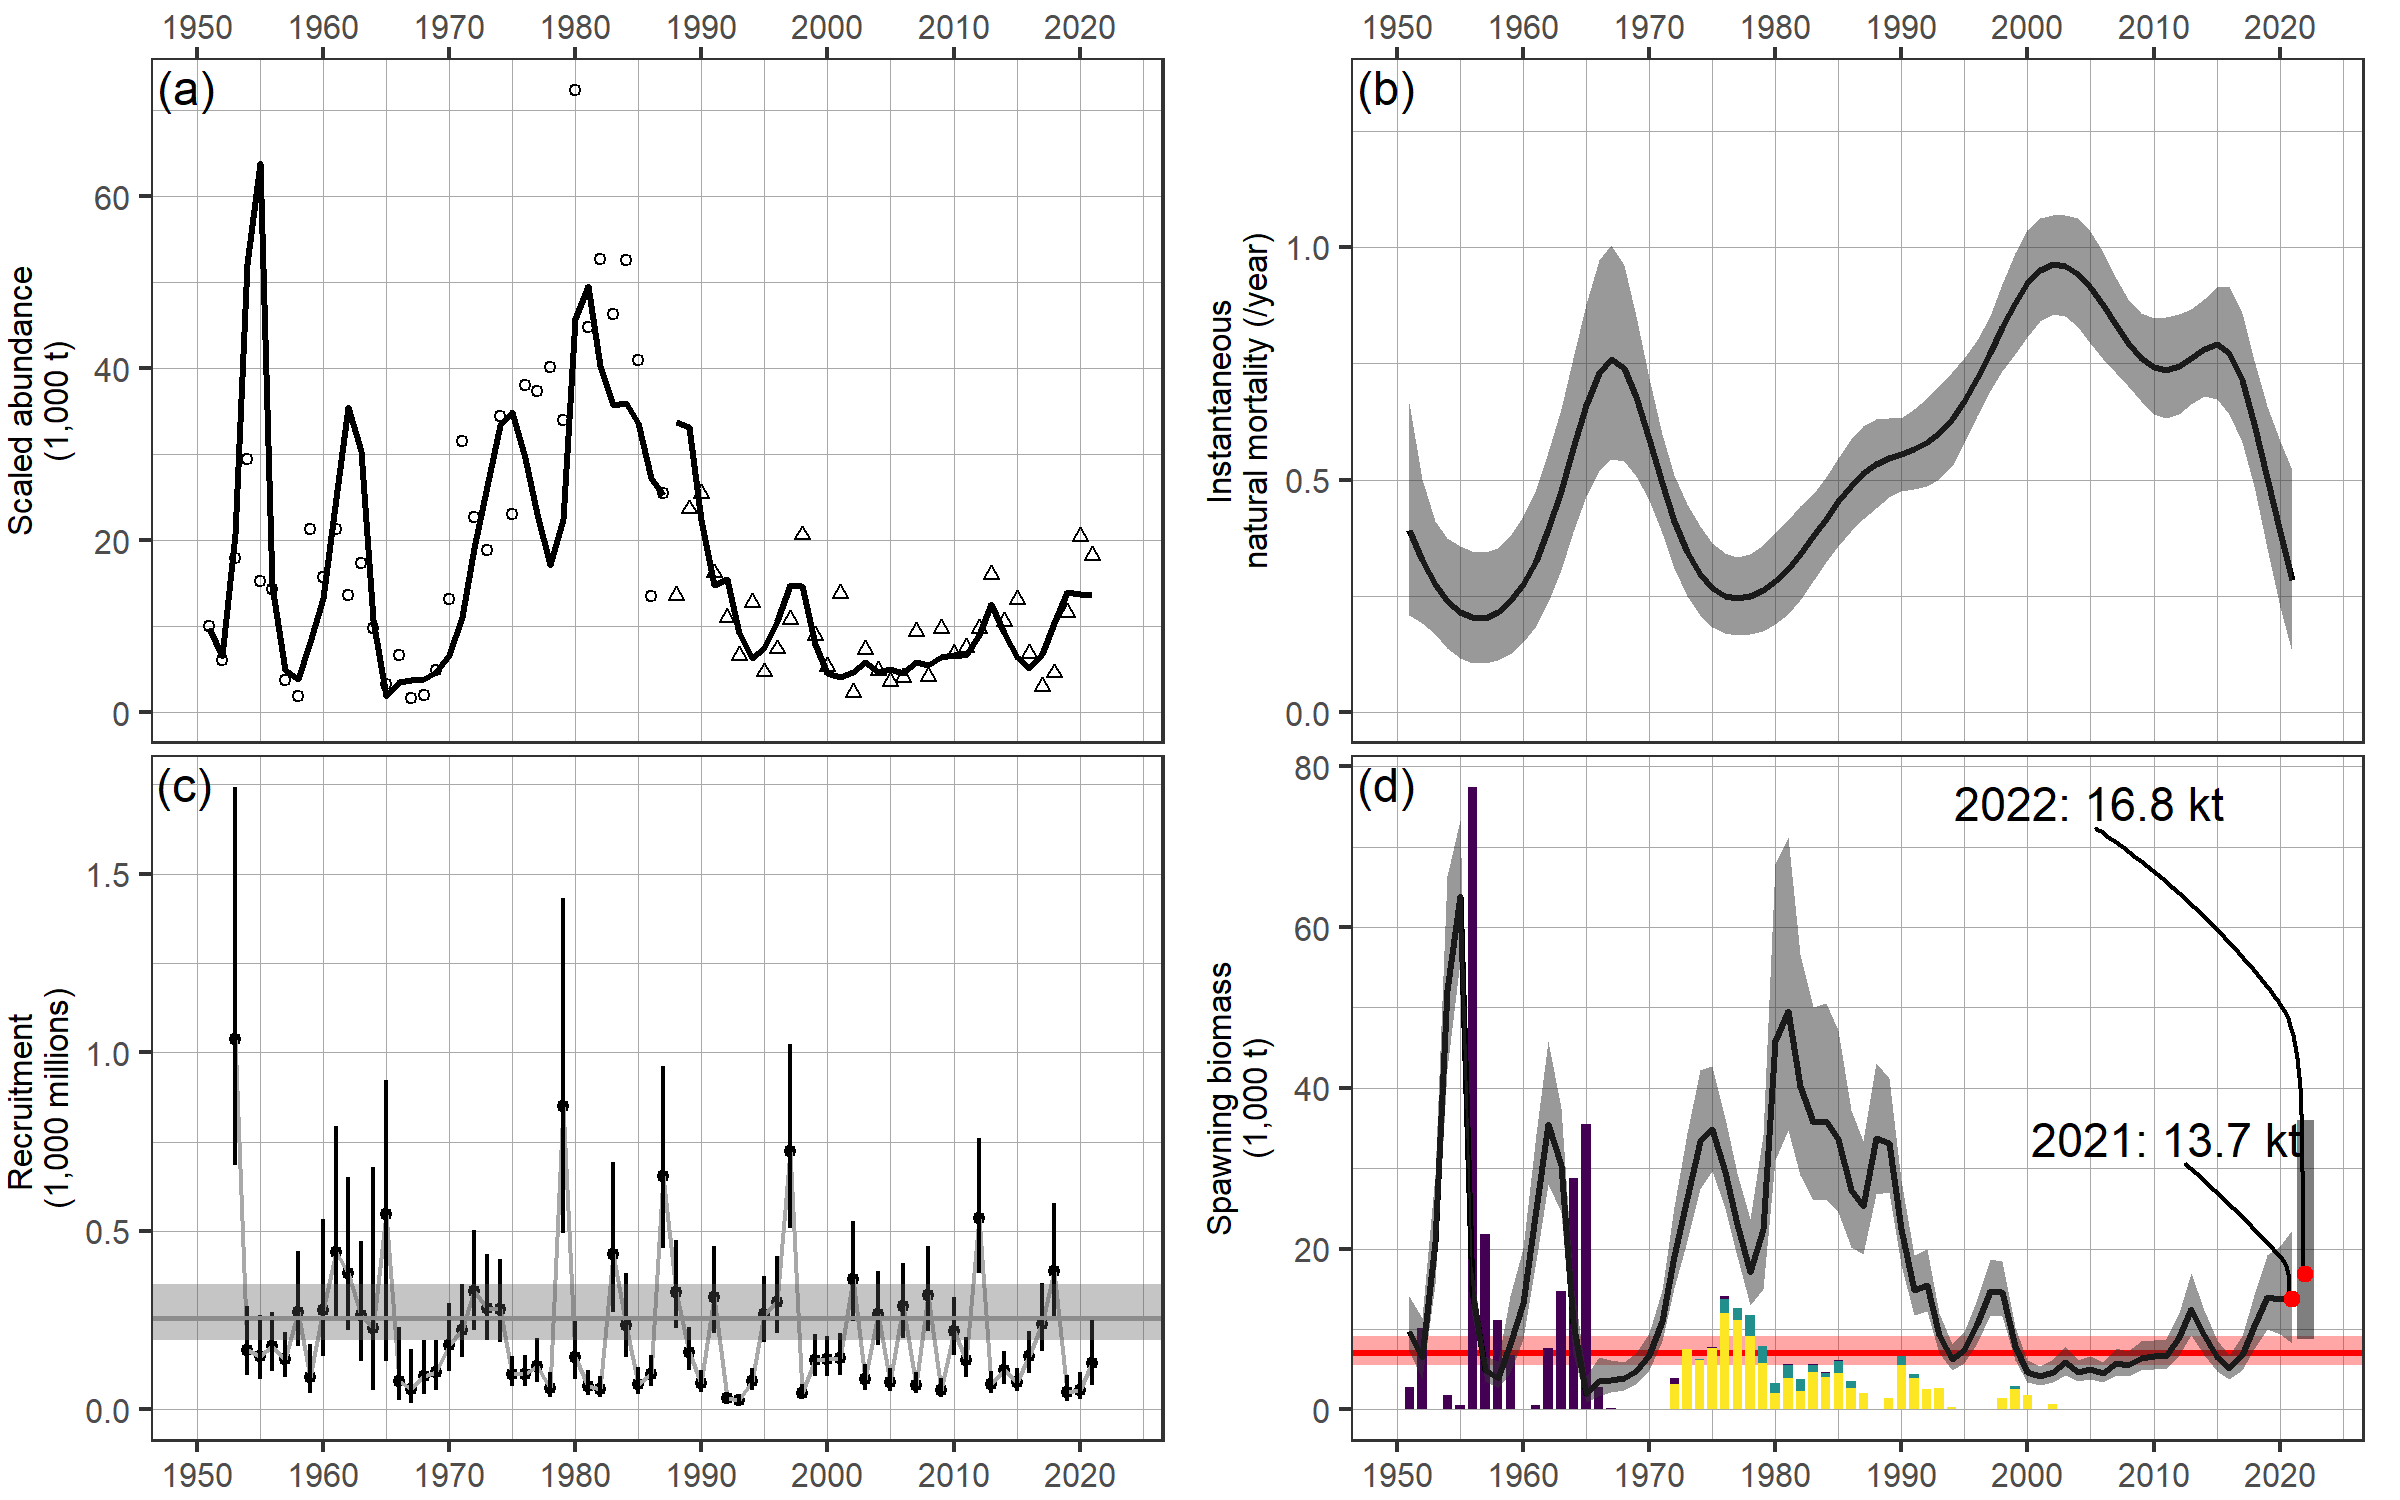 1950 1960 1970 1980 1990 2000 2010 2020
1950 1960 1970 1980 1990 2000 2010 2020
(a)
60
40
20
0
Scaled abundance
(1,000 t)
(b)
1.0
0.5
0.0
Instantaneous
natural mortality (/year)
(c)
1.5
1.0
0.5
0.0
Recruitment
(1,000 millions)
1950 1960 1970 1980 1990 2000 2010 2020
(d)
80
60
40
20
0
Spawning biomass
(1,000 t)
2022: 16.8 kt
2021: 13.7 kt
1950 1960 1970 1980 1990 2000 2010 2020